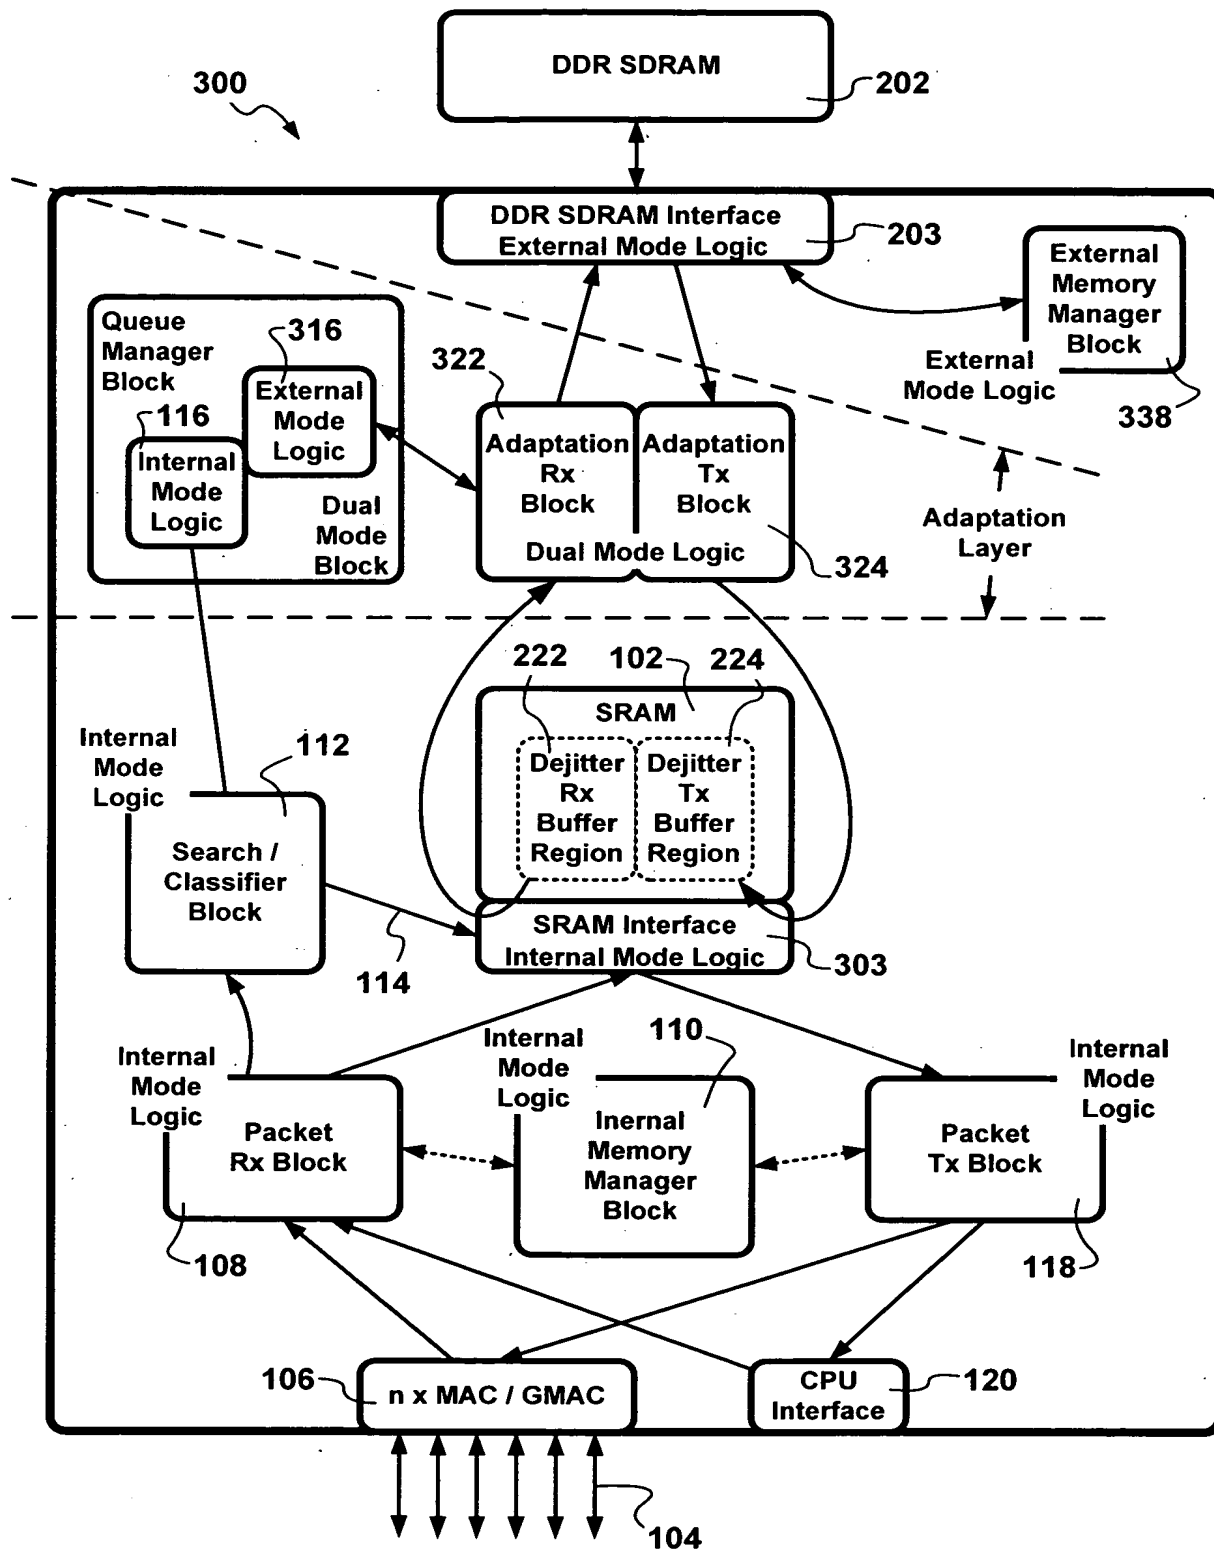 DDR SDRAM
202
300
DDR SDRAM Interface
External Mode Logic
203
External
Memory
Manager
Block
External
Mode Logic
338
Queue
Manager
Block
316
External
Mode
Logic
116
Internal
Mode
Logic
Dual
Mode
Block
322
Adaptation
Rx
Block
Adaptation
Tx
Block
Dual Mode Logic
324
Adaptation
Layer
222
102
224
SRAM
Dejitter
Rx
Buffer
Region
Dejitter
Tx
Buffer
Region
Internal
Mode
Logic
112
Search /
Classifier
Block
114
SRAM Interface
Internal Mode Logic
303
Internal
Mode
Logic
Packet
Rx Block
108
Internal
Mode
Logic
110
Inernal
Memory
Manager
Block
Internal
Mode
Logic
Packet
Tx Block
118
106
n x MAC / GMAC
CPU
Interface
120
104